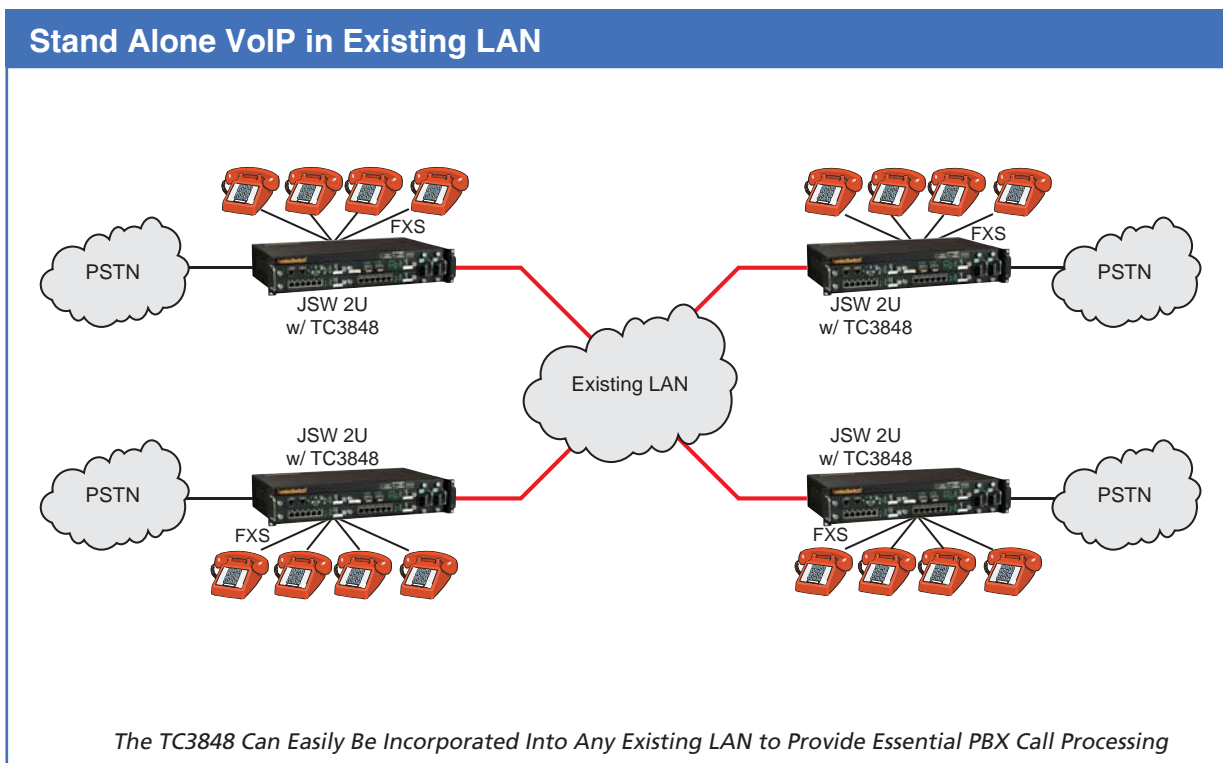 Stand Alone VoIP in Existing LAN
FXS
FXS
PSTN
PSTN
JSW 2U
w/ TC3848
JSW 2U
w/ TC3848
Existing LAN
JSW 2U
w/ TC3848
JSW 2U
w/ TC3848
PSTN
PSTN
FXS
FXS
The TC3848 Can Easily Be Incorporated Into Any Existing LAN to Provide Essential PBX Call Processing